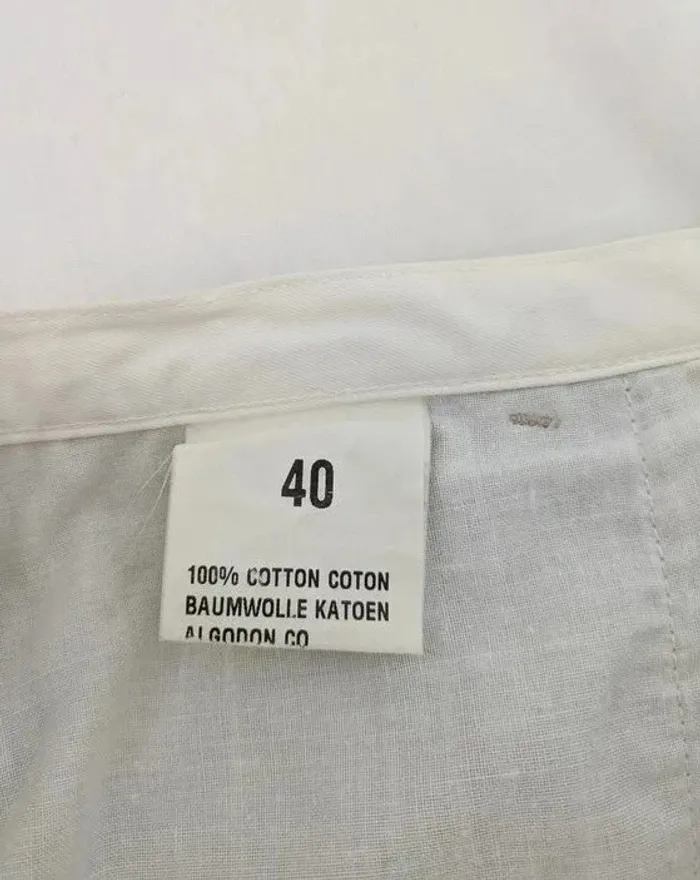 40
100% COTTON COTON
BAUMWOLLE KATOEN
ALGODON CO